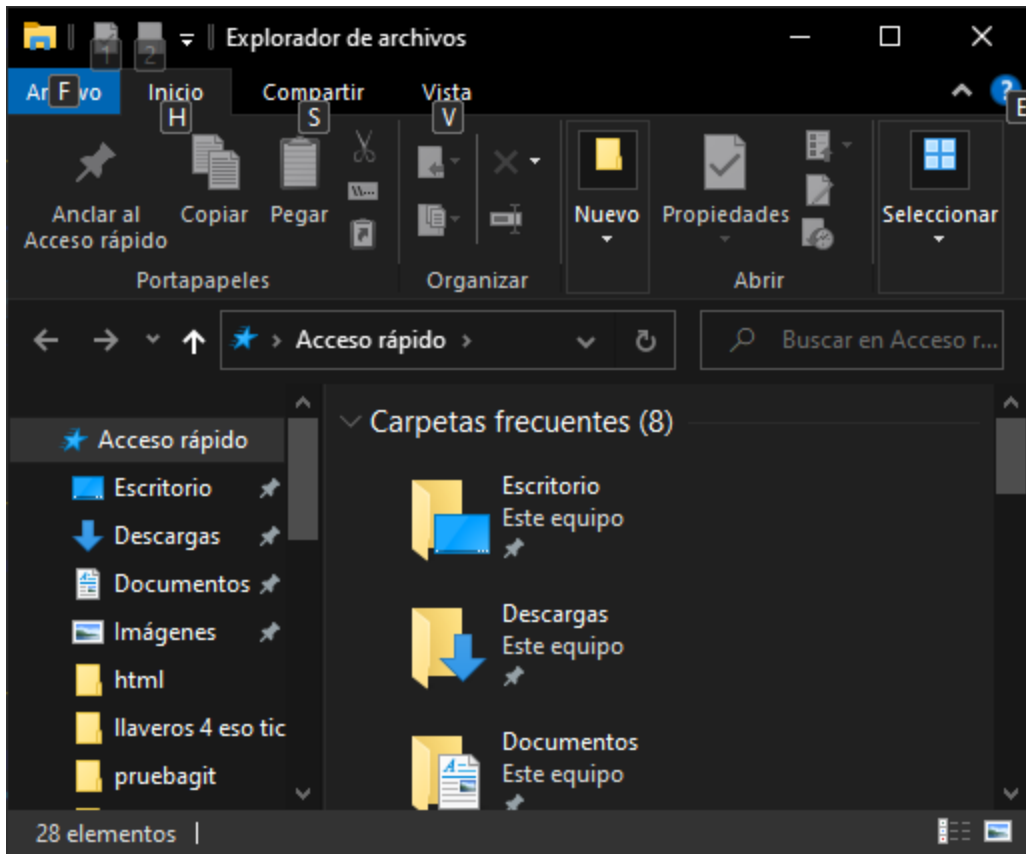 1 2 Explorador de archivos
Archivo Inicio Compartir Vista
F H S V E
Anclar al
Acceso rápido
Copiar
Pegar
Nuevo
Propiedades
Seleccionar
Portapapeles Organizar Abrir
Acceso rápido
Buscar en Acceso r...
Acceso rápido
Escritorio
Descargas
Documentos
Imágenes
html
llaveros 4 eso tic
pruebagit
Carpetas frecuentes (8)
Escritorio
Este equipo
Descargas
Este equipo
Documentos
Este equipo
28 elementos